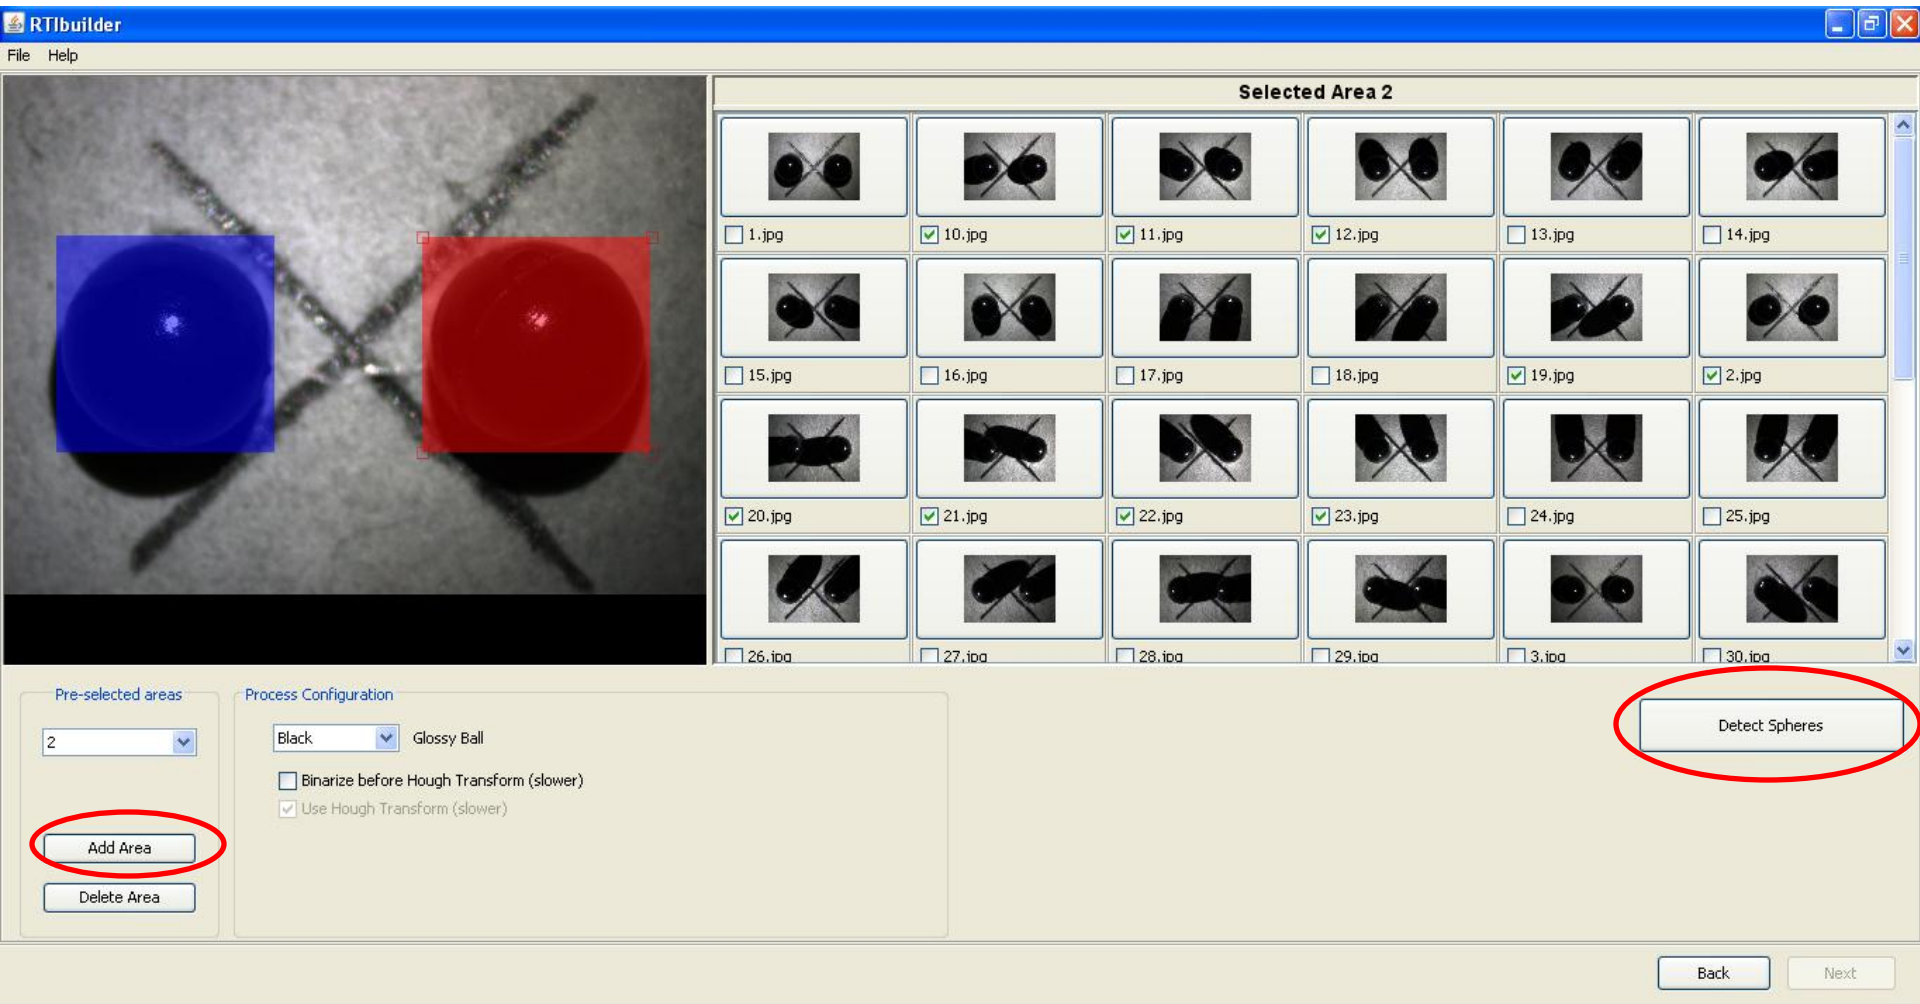 RTIbuilder
File Help
Selected Area 2
1.jpg 10.jpg 11.jpg 12.jpg 13.jpg 14.jpg
15.jpg 16.jpg 17.jpg 18.jpg 19.jpg 2.jpg
20.jpg 21.jpg 22.jpg 23.jpg 24.jpg 25.jpg
26.jpg 27.jpg 28.jpg 29.jpg 3.jpg 30.jpg
Pre-selected areas
2
Add Area
Delete Area
Process Configuration
Black Glossy Ball
Binarize before Hough Transform (slower)
Use Hough Transform (slower)
Detect Spheres
Back Next